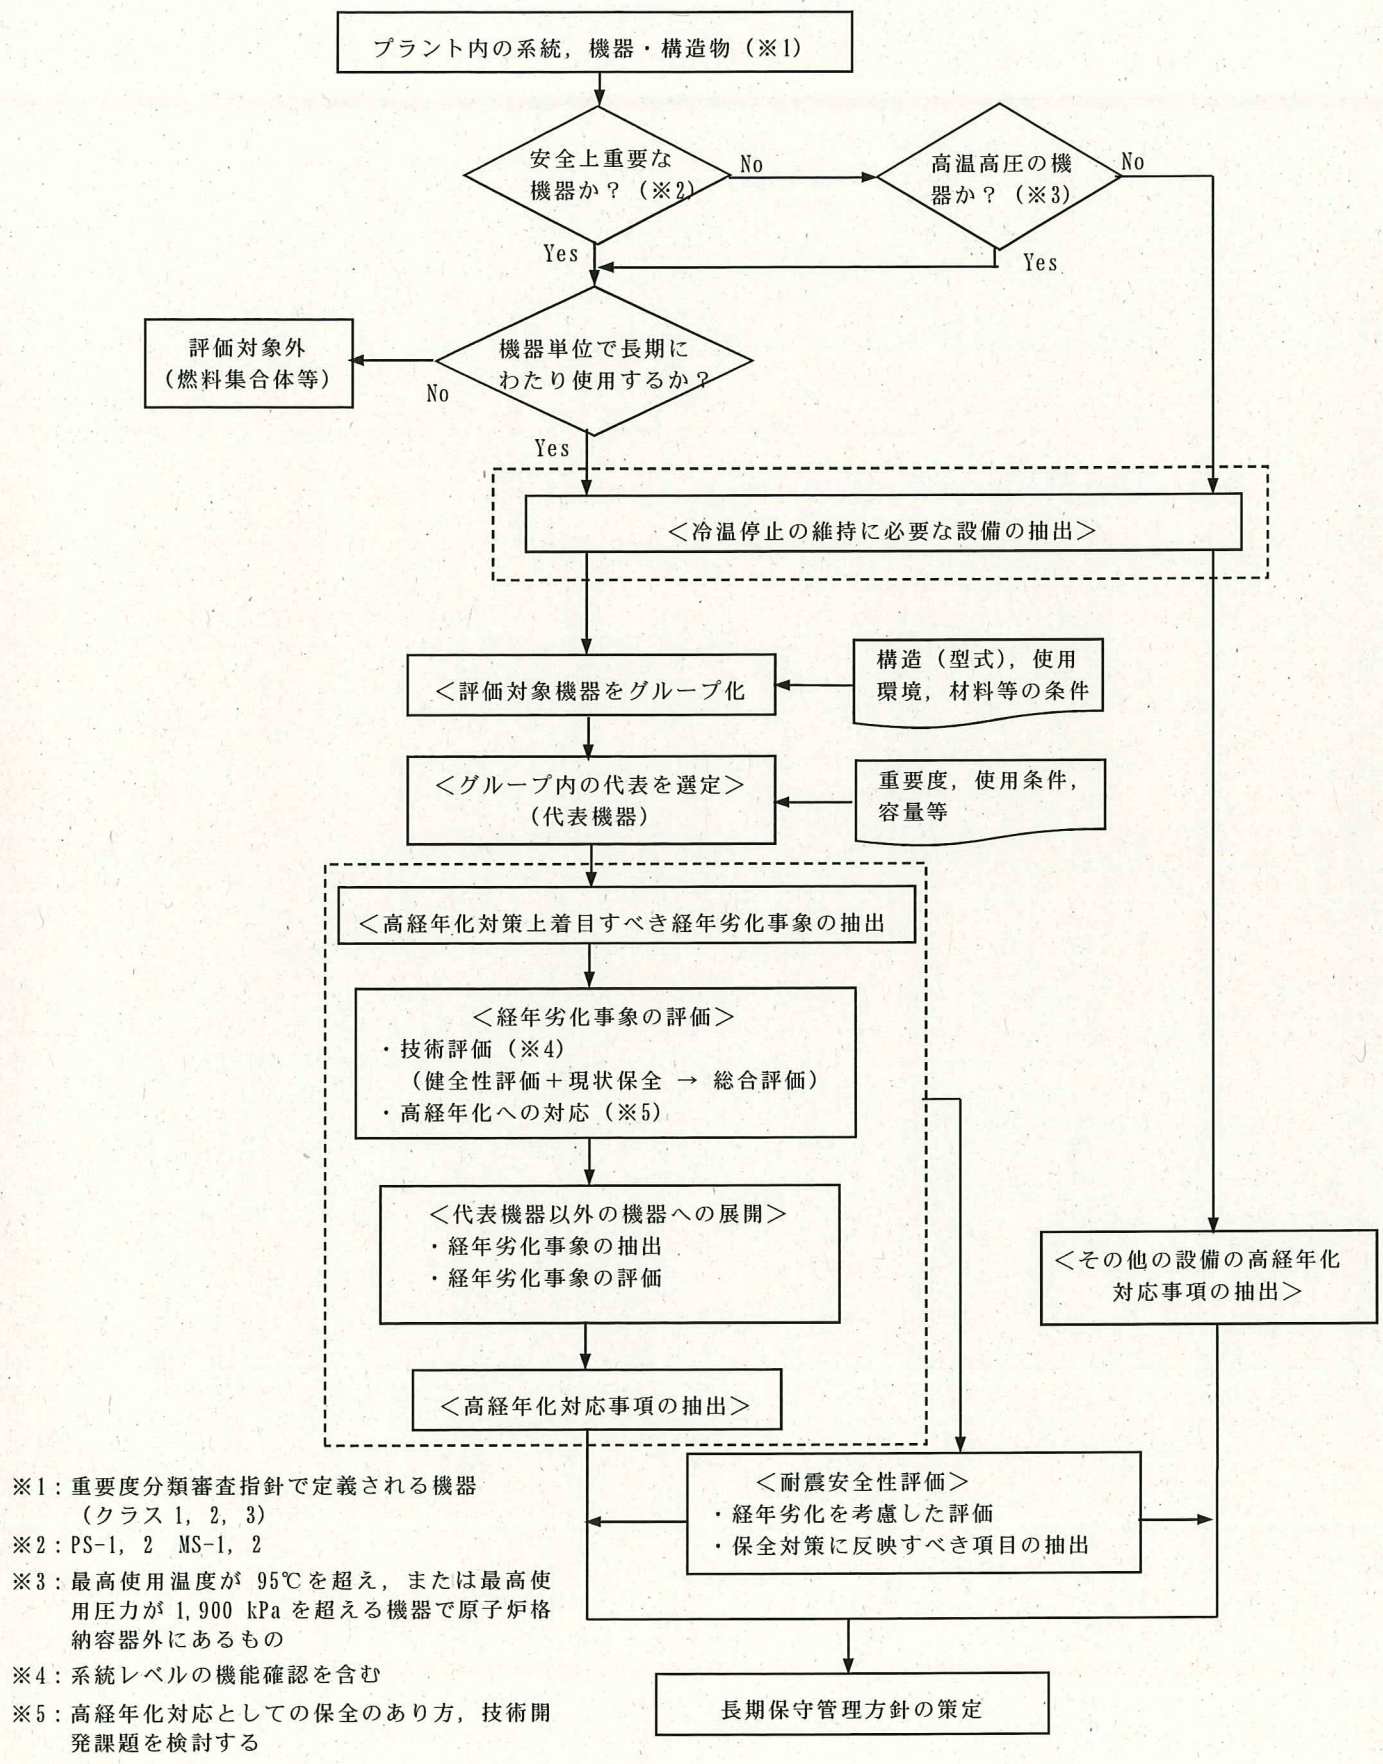 プラント内の系統，機器・構造物（※1）
安全上重要な
機器か？（※2）
No
高温高圧の機
器か？（※3）
No
Yes
Yes
評価対象外
（燃料集合体等）
機器単位で長期に
わたり使用するか？
No
Yes
＜冷温停止の維持に必要な設備の抽出＞
＜評価対象機器をグループ化
構造（型式），使用
環境，材料等の条件
＜グループ内の代表を選定＞
（代表機器）
重要度，使用条件，
容量等
＜高経年化対策上着目すべき経年劣化事象の抽出
＜経年劣化事象の評価＞
・技術評価（※4）
（健全性評価＋現状保全 → 総合評価）
・高経年化への対応（※5）
＜代表機器以外の機器への展開＞
・経年劣化事象の抽出
・経年劣化事象の評価
＜その他の設備の高経年化
対応事項の抽出＞
＜高経年化対応事項の抽出＞
＜耐震安全性評価＞
・経年劣化を考慮した評価
・保全対策に反映すべき項目の抽出
※1：重要度分類審査指針で定義される機器
（クラス 1，2，3）
※2：PS-1，2　MS-1，2
※3：最高使用温度が 95℃を超え，または最高使
用圧力が 1,900 kPa を超える機器で原子炉格
納容器外にあるもの
※4：系統レベルの機能確認を含む
※5：高経年化対応としての保全のあり方，技術開
発課題を検討する
長期保守管理方針の策定